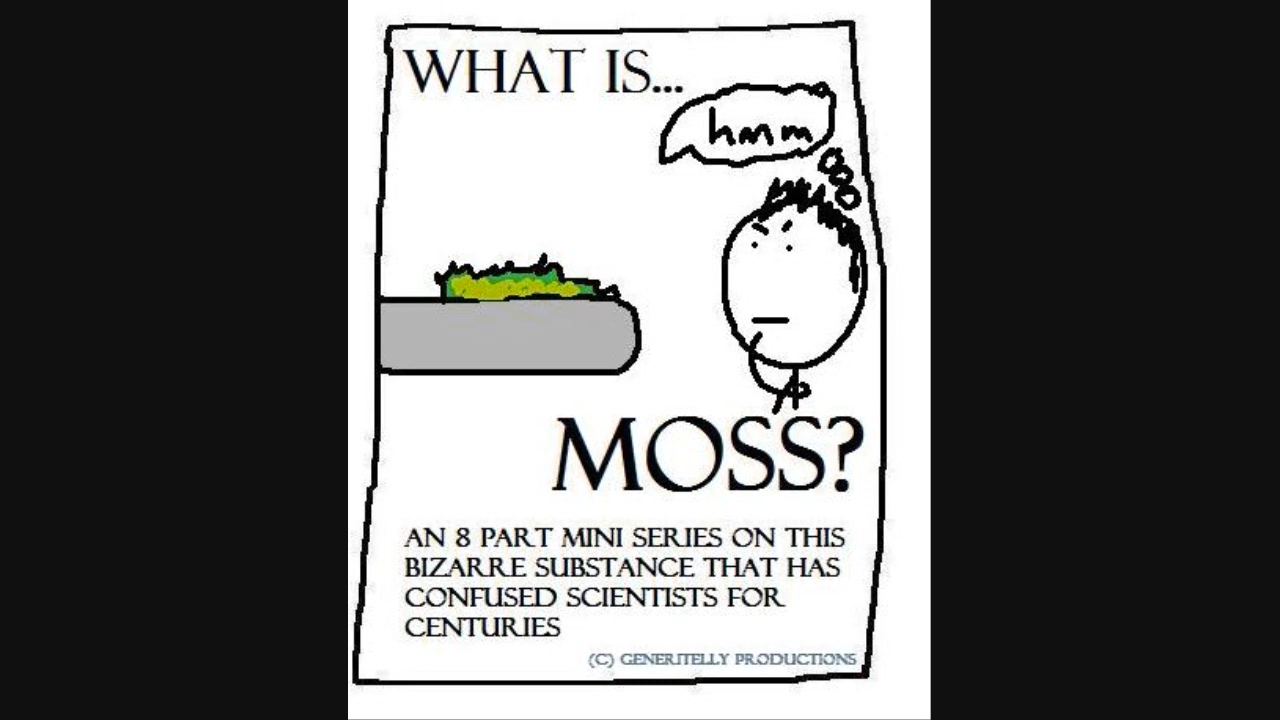 WHAT IS...
hmm
MOSS?
AN 8 PART MINI SERIES ON THIS
BIZARRE SUBSTANCE THAT HAS
CONFUSED SCIENTISTS FOR
CENTURIES
(C) GENERITELLY PRODUCTIONS